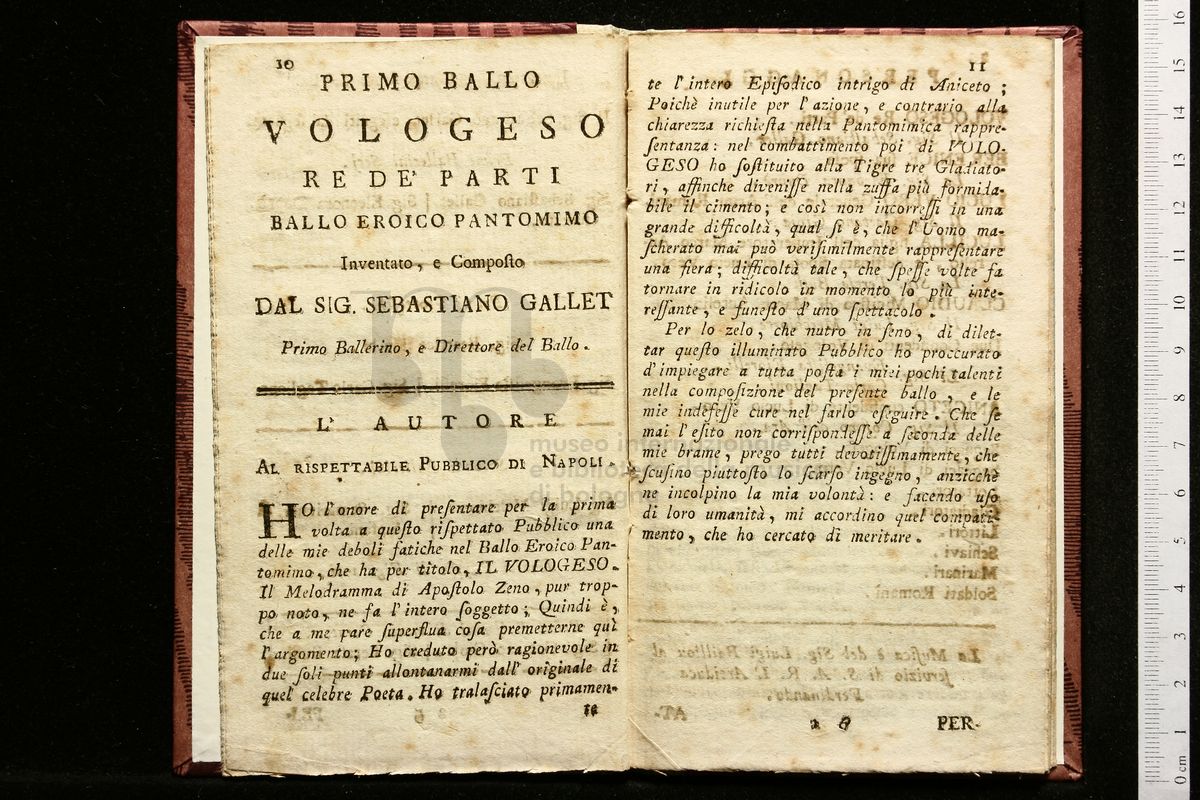 10
PRIMO BALLO
VOLOGESO
RE DE' PARTI
BALLO EROICO PANTOMIMO
Inventato, e Compoſto
DAL SIG. SEBASTIANO GALLET
Primo Ballerino, e Direttore del Ballo.
L' AUTORE
AL RISPETTABILE PUBBLICO DI NAPOLI.
HO l'onore di preſentare per la prima
volta a queſto riſpettato Pubblico una
delle mie deboli fatiche nel Ballo Eroico Pan-
tomimo, che ha per titolo, IL VOLOGESO.
Il Melodramma di Apoſtolo Zeno, pur trop-
po noto, ne fa l'intero ſoggetto; Quindi è,
che a me pare ſuperflua coſa premetterne quì
l'argomento; Ho creduto però ragionevole in
due ſoli punti allontanarmi dall' originale di
quel celebre Poeta. Ho tralaſciato primamen-
te
11
te l'intero Epiſodico intrigo di Aniceto;
Poichè inutile per l'azione, e contrario alla
chiarezza richieſta nella Pantomimica rappre-
ſentanza: nel combattimento poi di VOLO-
GESO ho ſoſtituito alla Tigre tre Gladiato-
ri, affinche diveniſſe nella zuffa più formida-
bile il cimento; e così non incorreſſi in una
grande difficoltà, qual ſi è, che l'Uomo ma-
ſcherato mai può veriſimilmente rappreſentare
una fiera; difficoltà tale, che ſpeſſe volte fa
tornare in ridicolo in momento lo più inte-
reſſante, e funeſto d'uno ſpettacolo.
Per lo zelo, che nutro in ſeno, di dilet-
tar queſto illuminato Pubblico ho proccurato
d'impiegare a tutta poſta i miei pochi talenti
nella compoſizione del preſente ballo, e le
mie indefeſſe cure nel farlo eſeguire. Che ſe
mai l'eſito non corriſpondeſſe a ſeconda delle
mie brame, prego tutti devotiſſimamente, che
ſcuſino piuttoſto lo ſcarſo ingegno, anzicchè
ne incolpino la mia volontà: e facendo uſo
di loro umanità, mi accordino quel compati-
mento, che ho cercato di meritare.
PER-
museo internazionale
e biblioteca della musica
di bologna